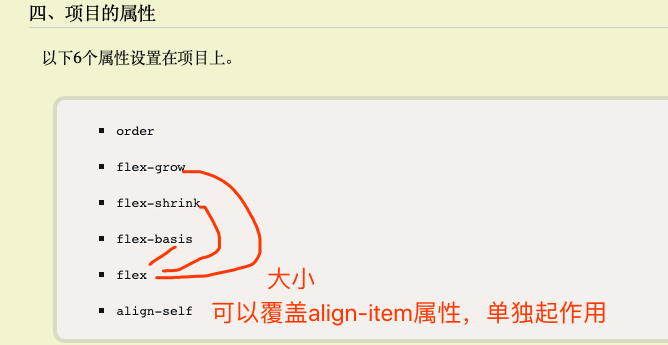 四、项目的属性
以下6个属性设置在项目上。
order
flex-grow
flex-shrink
flex-basis
flex
大小
align-self
可以覆盖align-item属性，单独起作用